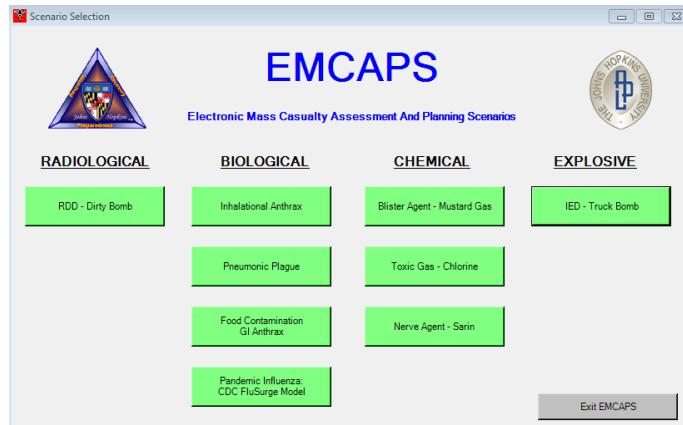 Scenario Selection
EMCAPS
Electronic Mass Casualty Assessment And Planning Scenarios
RADIOLOGICAL
BIOLOGICAL
CHEMICAL
EXPLOSIVE
RDD - Dirty Bomb
Inhalational Anthrax
Blister Agent - Mustard Gas
IED - Truck Bomb
Pneumonic Plague
Toxic Gas - Chlorine
Food Contamination
GI Anthrax
Nerve Agent - Sarin
Pandemic Influenza:
CDC FluSurge Model
Exit EMCAPS
Johns Hopkins
THE JOHNS HOPKINS UNIVERSITY